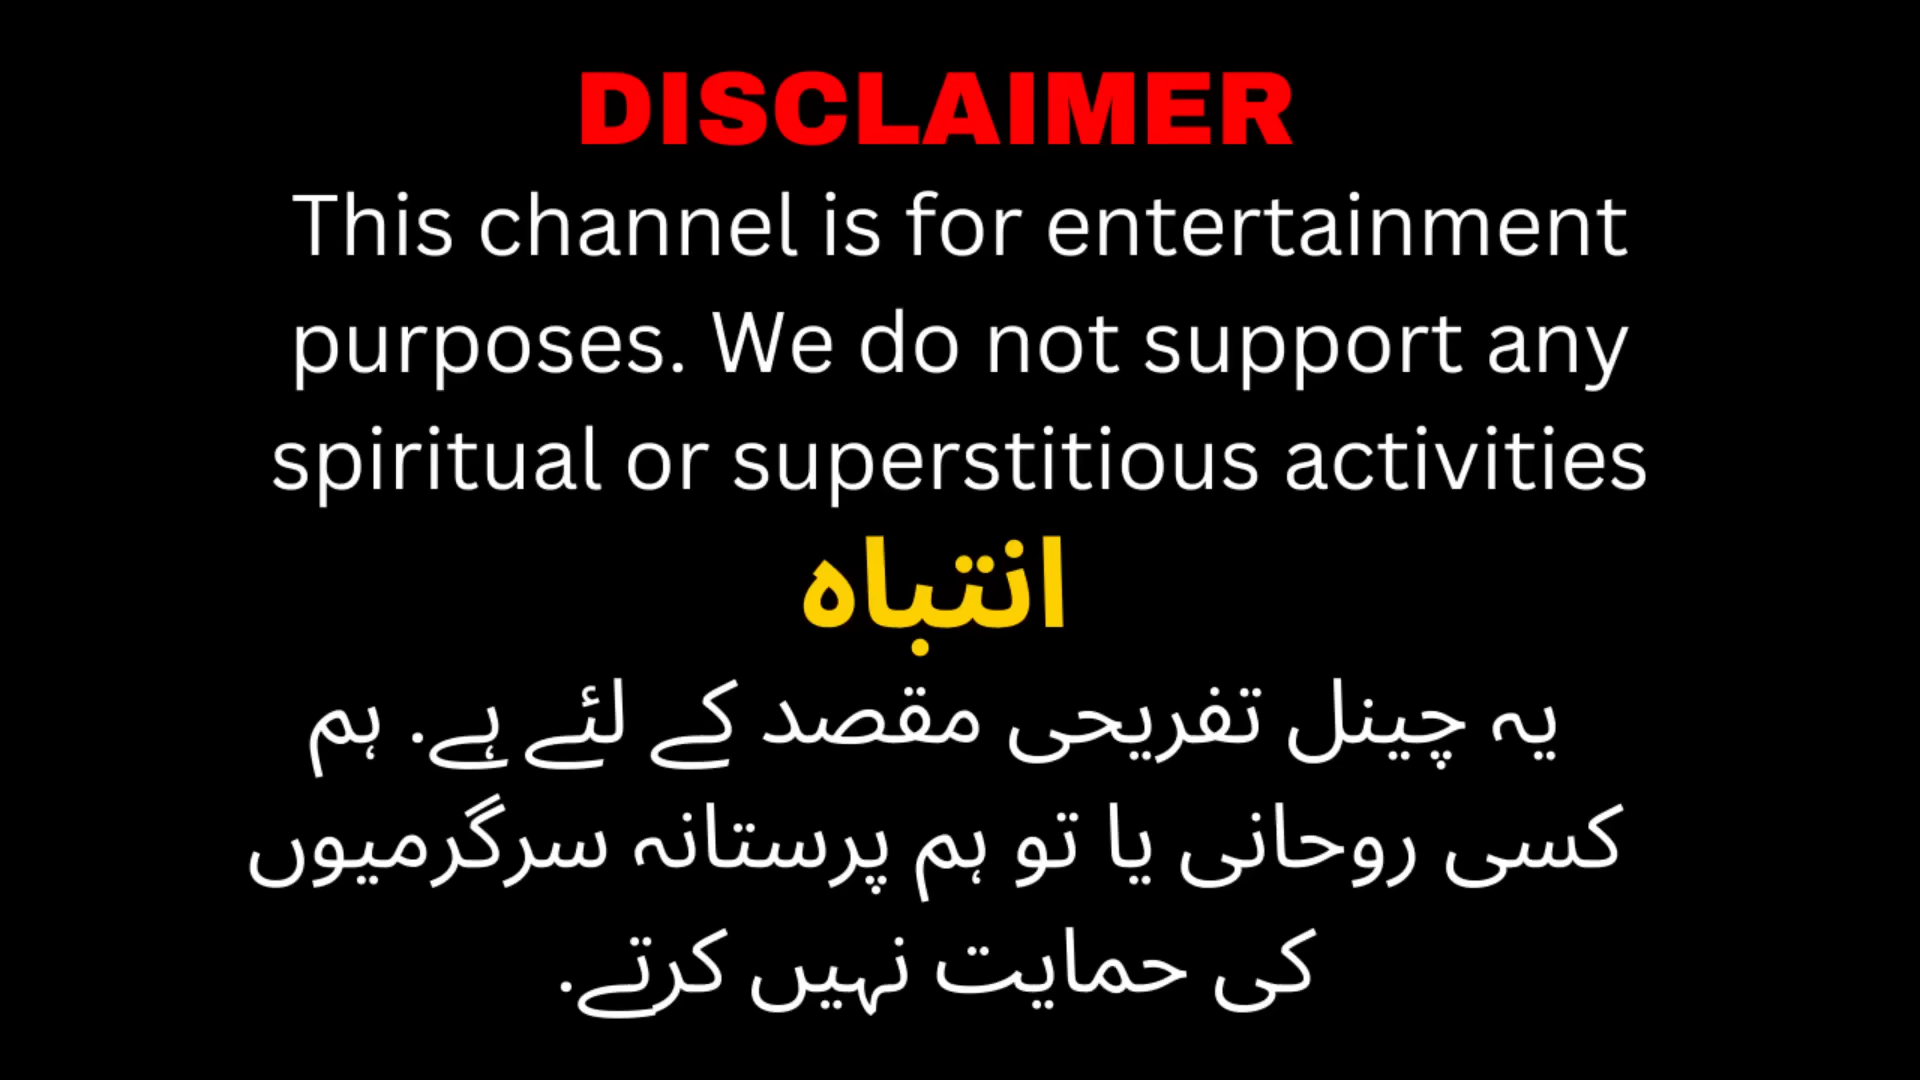 DISCLAIMER
This channel is for entertainment
purposes. We do not support any
spiritual or superstitious activities
انتباہ
یہ چینل تفریحی مقصد کے لئے ہے. ہم
کسی روحانی یا تو ہم پرستانہ سرگرمیوں
کی حمایت نہیں کرتے.